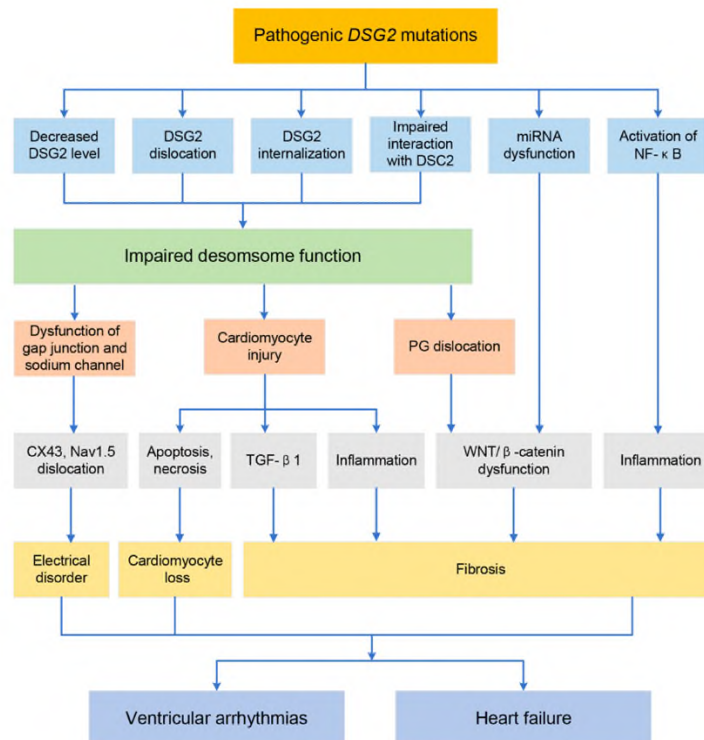 Pathogenic DSG2 mutations
Decreased
DSG2 level
DSG2
dislocation
DSG2
internalization
Impaired
interaction
with DSC2
miRNA
dysfunction
Activation of
NF-κB
Impaired desomsome function
Dysfunction of
gap junction and
sodium channel
Cardiomyocyte
injury
PG dislocation
CX43, Nav1.5
dislocation
Apoptosis,
necrosis
TGF-β1
Inflammation
WNT/β-catenin
dysfunction
Inflammation
Electrical
disorder
Cardiomyocyte
loss
Fibrosis
Ventricular arrhythmias
Heart failure